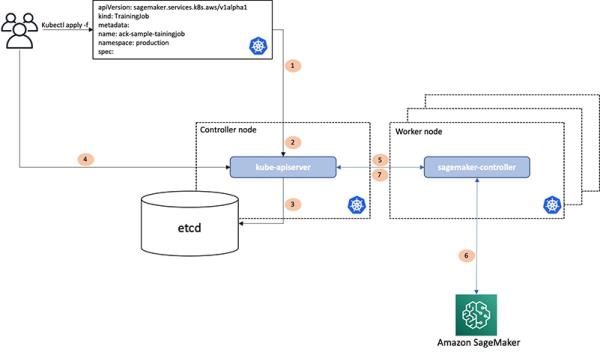 Kubectl apply -f
apiVersion: sagemaker.services.k8s.aws/v1alpha1
kind: TrainingJob
metadata:
name: ack-sample-tainingjob
namespace: production
spec:
1
Controller node
Worker node
2
4
kube-apiserver
5
7
sagemaker-controller
3
etcd
6
Amazon SageMaker